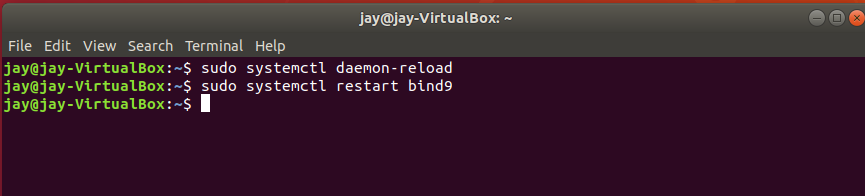 jay@jay-VirtualBox: ~
File Edit View Search Terminal Help
jay@jay-VirtualBox:~$ sudo systemctl daemon-reload
jay@jay-VirtualBox:~$ sudo systemctl restart bind9
jay@jay-VirtualBox:~$